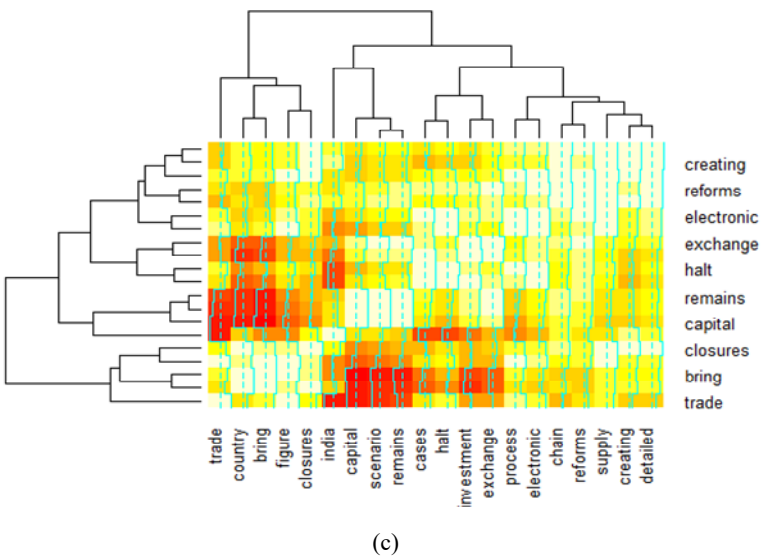 creating
reforms
electronic
exchange
halt
remains
capital
closures
bring
trade
trade
country
bring
figure
closures
india
capital
scenario
remains
cases
halt
investment
exchange
process
electronic
chain
reforms
supply
creating
detailed
(c)